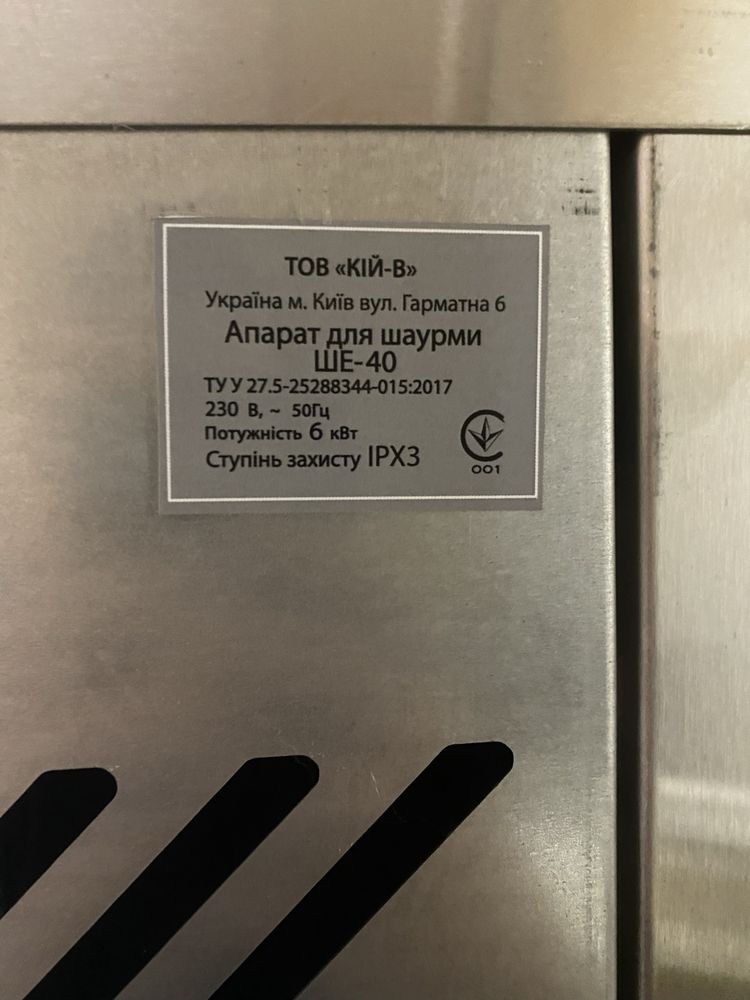 ТОВ «КІЙ-В»
Україна м. Київ вул. Гарматна 6
Апарат для шаурми
ШЕ-40
ТУ У 27.5-25288344-015:2017
230 В, ~ 50Гц
Потужність 6 кВт
Ступінь захисту IPX3
001